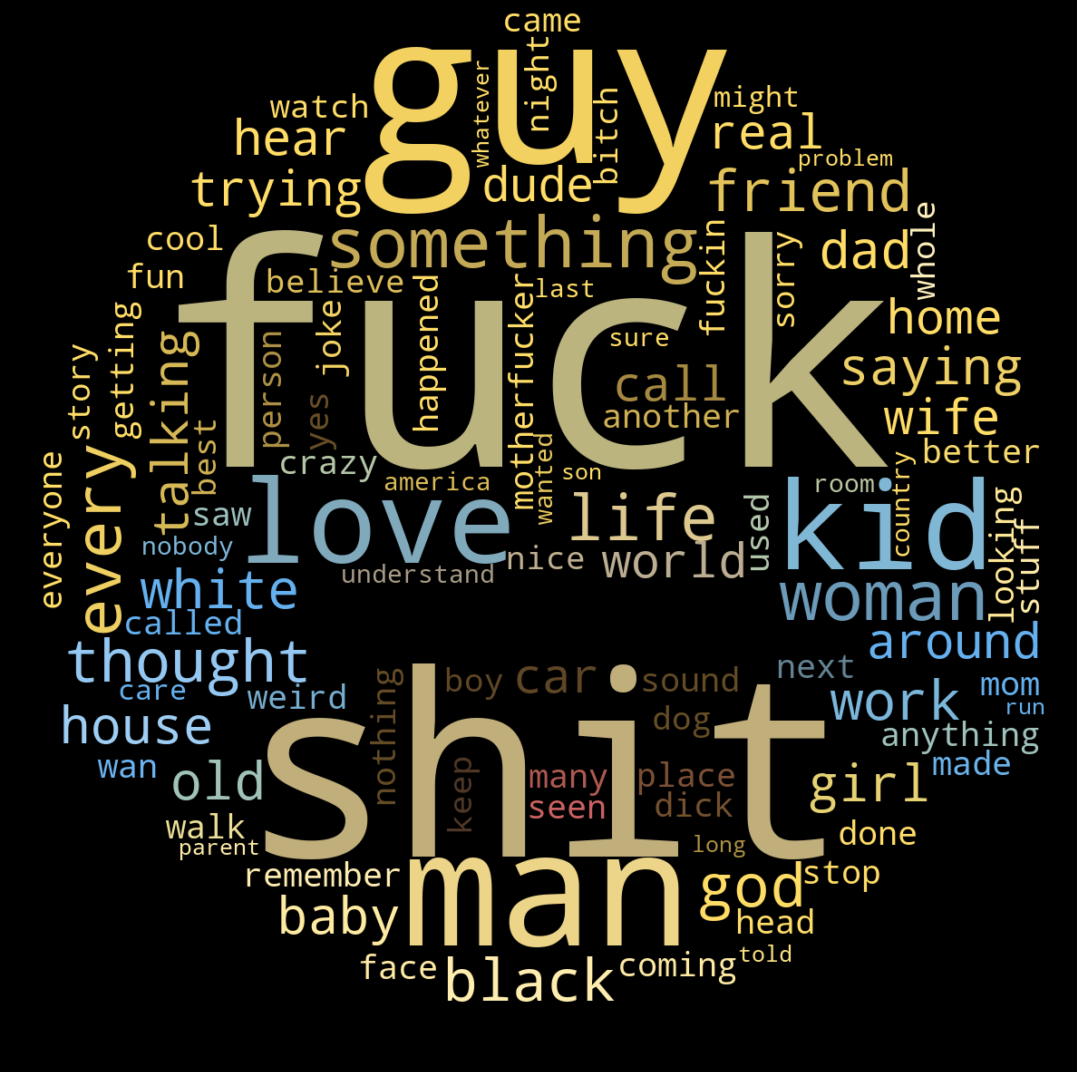 came
guy
night
whatever
bitch
might
watch
hear
real
problem
trying
dude
friend
whole
cool
something
fuckin
sorry
dad
fun
believe
happened
motherfucker
last
fuck
home
getting
joke
sure
story
talking
person
saying
yes
call
another
wife
best
crazy
wanted
better
everyone
every
america
son
room
country
saw
love
life
used
kid
looking
stuff
nobody
nice
world
understand
white
woman
called
around
thought
nothing
boy
car
sound
next
care
weird
mom
work
run
house
shit
dog
anything
wan
keep
many
place
made
old
seen
dick
girl
walk
long
done
parent
remember
man
god
stop
baby
head
face
black
coming
told